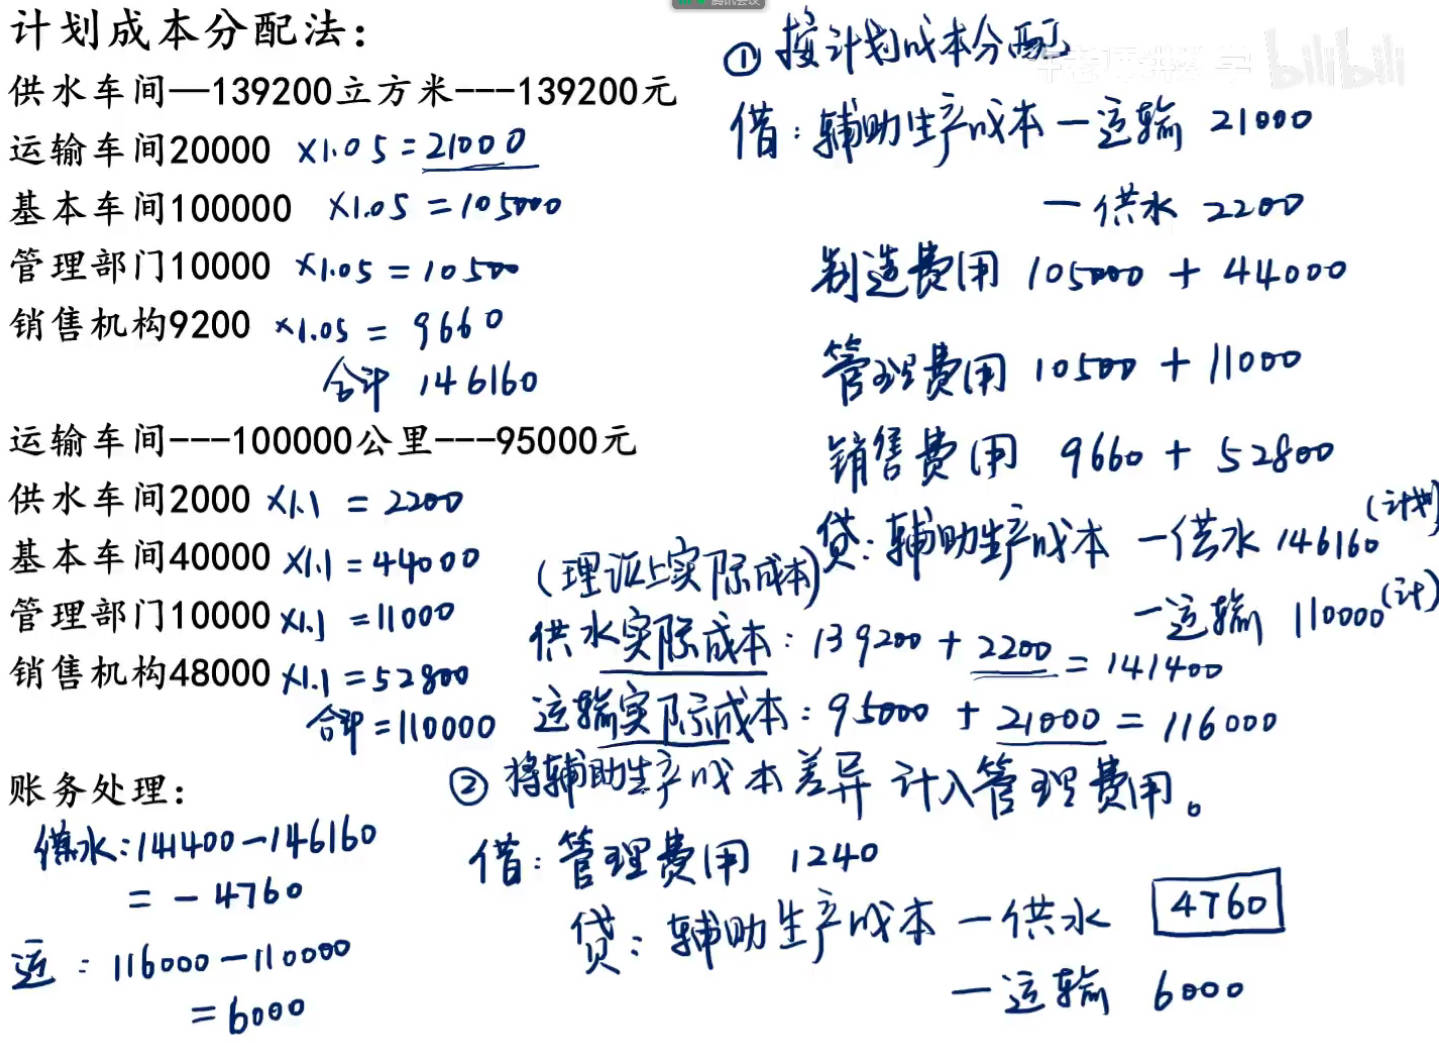 腾讯会议
计划成本分配法：
供水车间—139200立方米---139200元
运输车间20000 ×1.05=21000
基本车间100000 ×1.05=105000
管理部门10000 ×1.05=10500
销售机构9200 ×1.05= 9660
合计 146160
运输车间---100000公里---95000元
供水车间2000 ×1.1 = 2200
基本车间40000 ×1.1=44000
管理部门10000 ×1.1 =11000
销售机构48000 ×1.1=52800
合计=110000
账务处理：
供水:141400-146160
= -4760
运：116000-110000
=6000
① 按计划成本分配
bilibili
借：辅助生产成本-运输 21000
-供水 2200
制造费用 105000 + 44000
管理费用 10500 + 11000
销售费用 9660 + 52800
贷：辅助生产成本 -供水 146160 (计划)
-运输 110000 (计)
(理论上实际成本)
供水实际成本：139200+2200=141400
运输实际成本：95000 + 21000 = 116000
② 将辅助生产成本差异计入管理费用。
借：管理费用 1240
贷：辅助生产成本 -供水 4760
-运输 6000